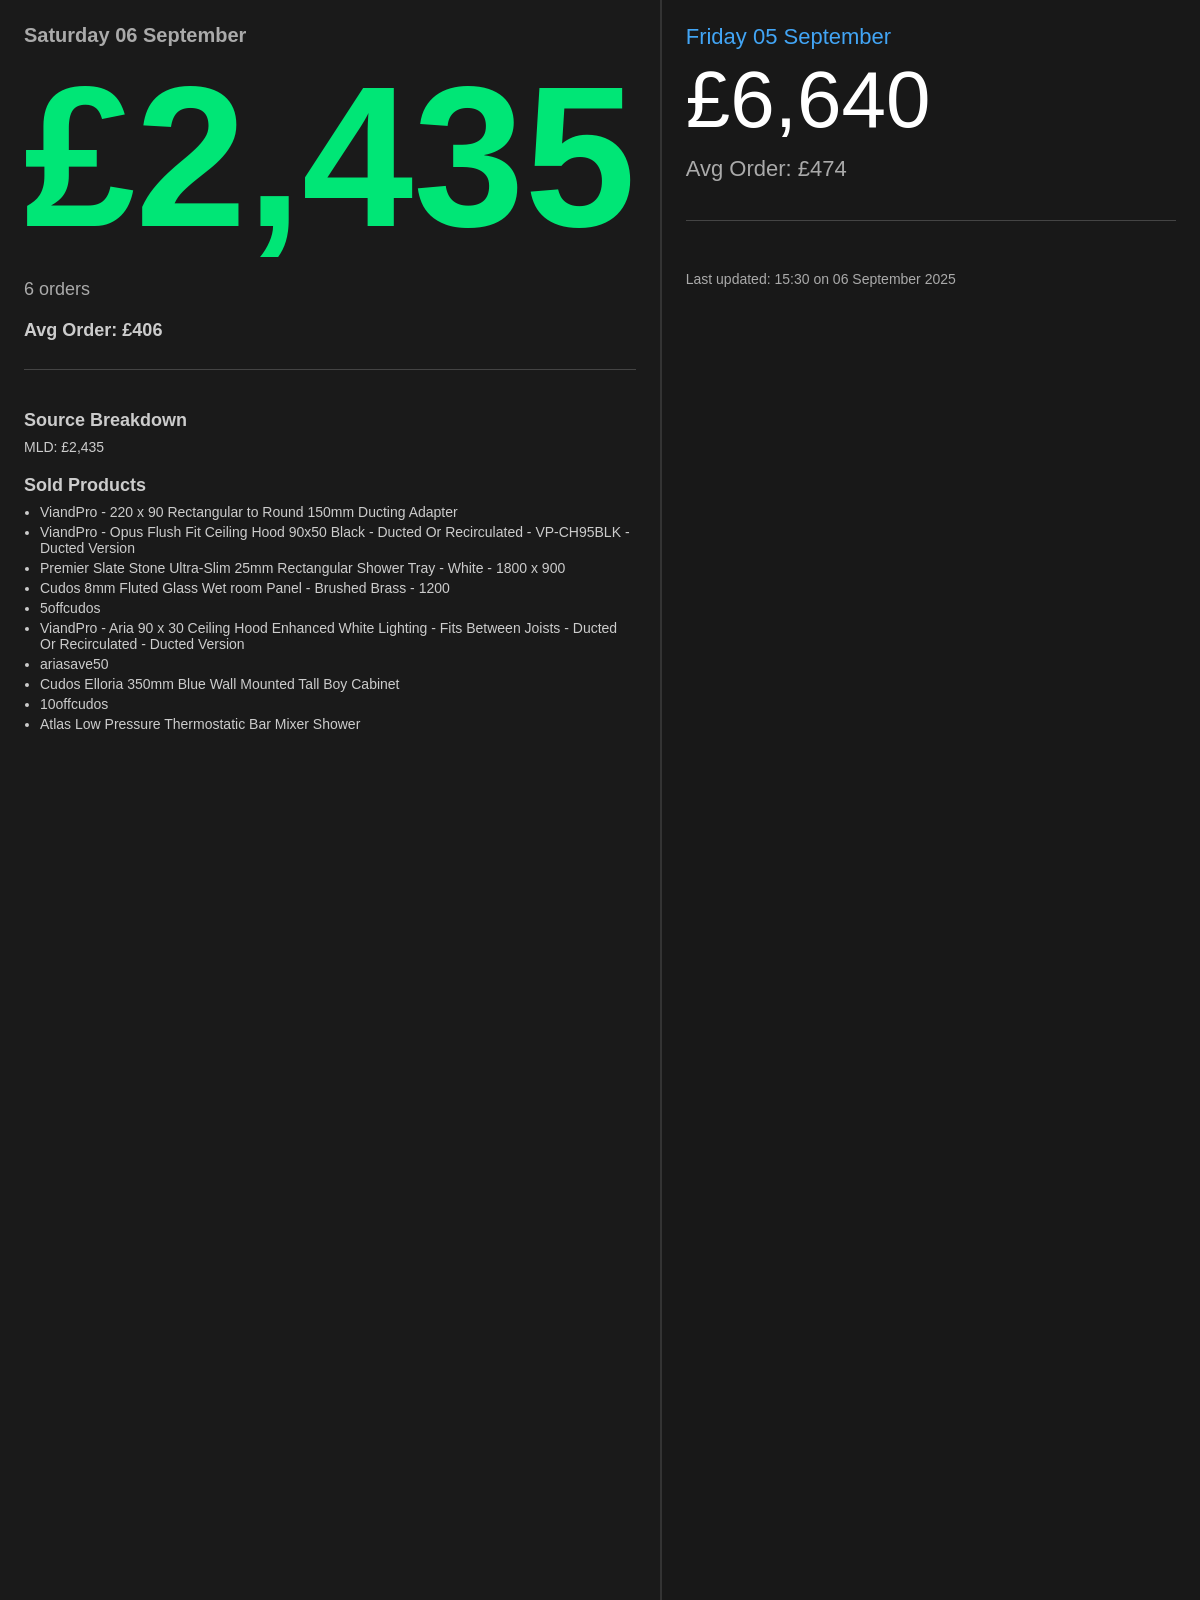 Saturday 06 September
£2,435
6 orders
Avg Order: £406
Source Breakdown
MLD: £2,435
Sold Products
• ViandPro - 220 x 90 Rectangular to Round 150mm Ducting Adapter
• ViandPro - Opus Flush Fit Ceiling Hood 90x50 Black - Ducted Or Recirculated - VP-CH95BLK -
Ducted Version
• Premier Slate Stone Ultra-Slim 25mm Rectangular Shower Tray - White - 1800 x 900
• Cudos 8mm Fluted Glass Wet room Panel - Brushed Brass - 1200
• 5offcudos
• ViandPro - Aria 90 x 30 Ceiling Hood Enhanced White Lighting - Fits Between Joists - Ducted
Or Recirculated - Ducted Version
• ariasave50
• Cudos Elloria 350mm Blue Wall Mounted Tall Boy Cabinet
• 10offcudos
• Atlas Low Pressure Thermostatic Bar Mixer Shower
Friday 05 September
£6,640
Avg Order: £474
Last updated: 15:30 on 06 September 2025